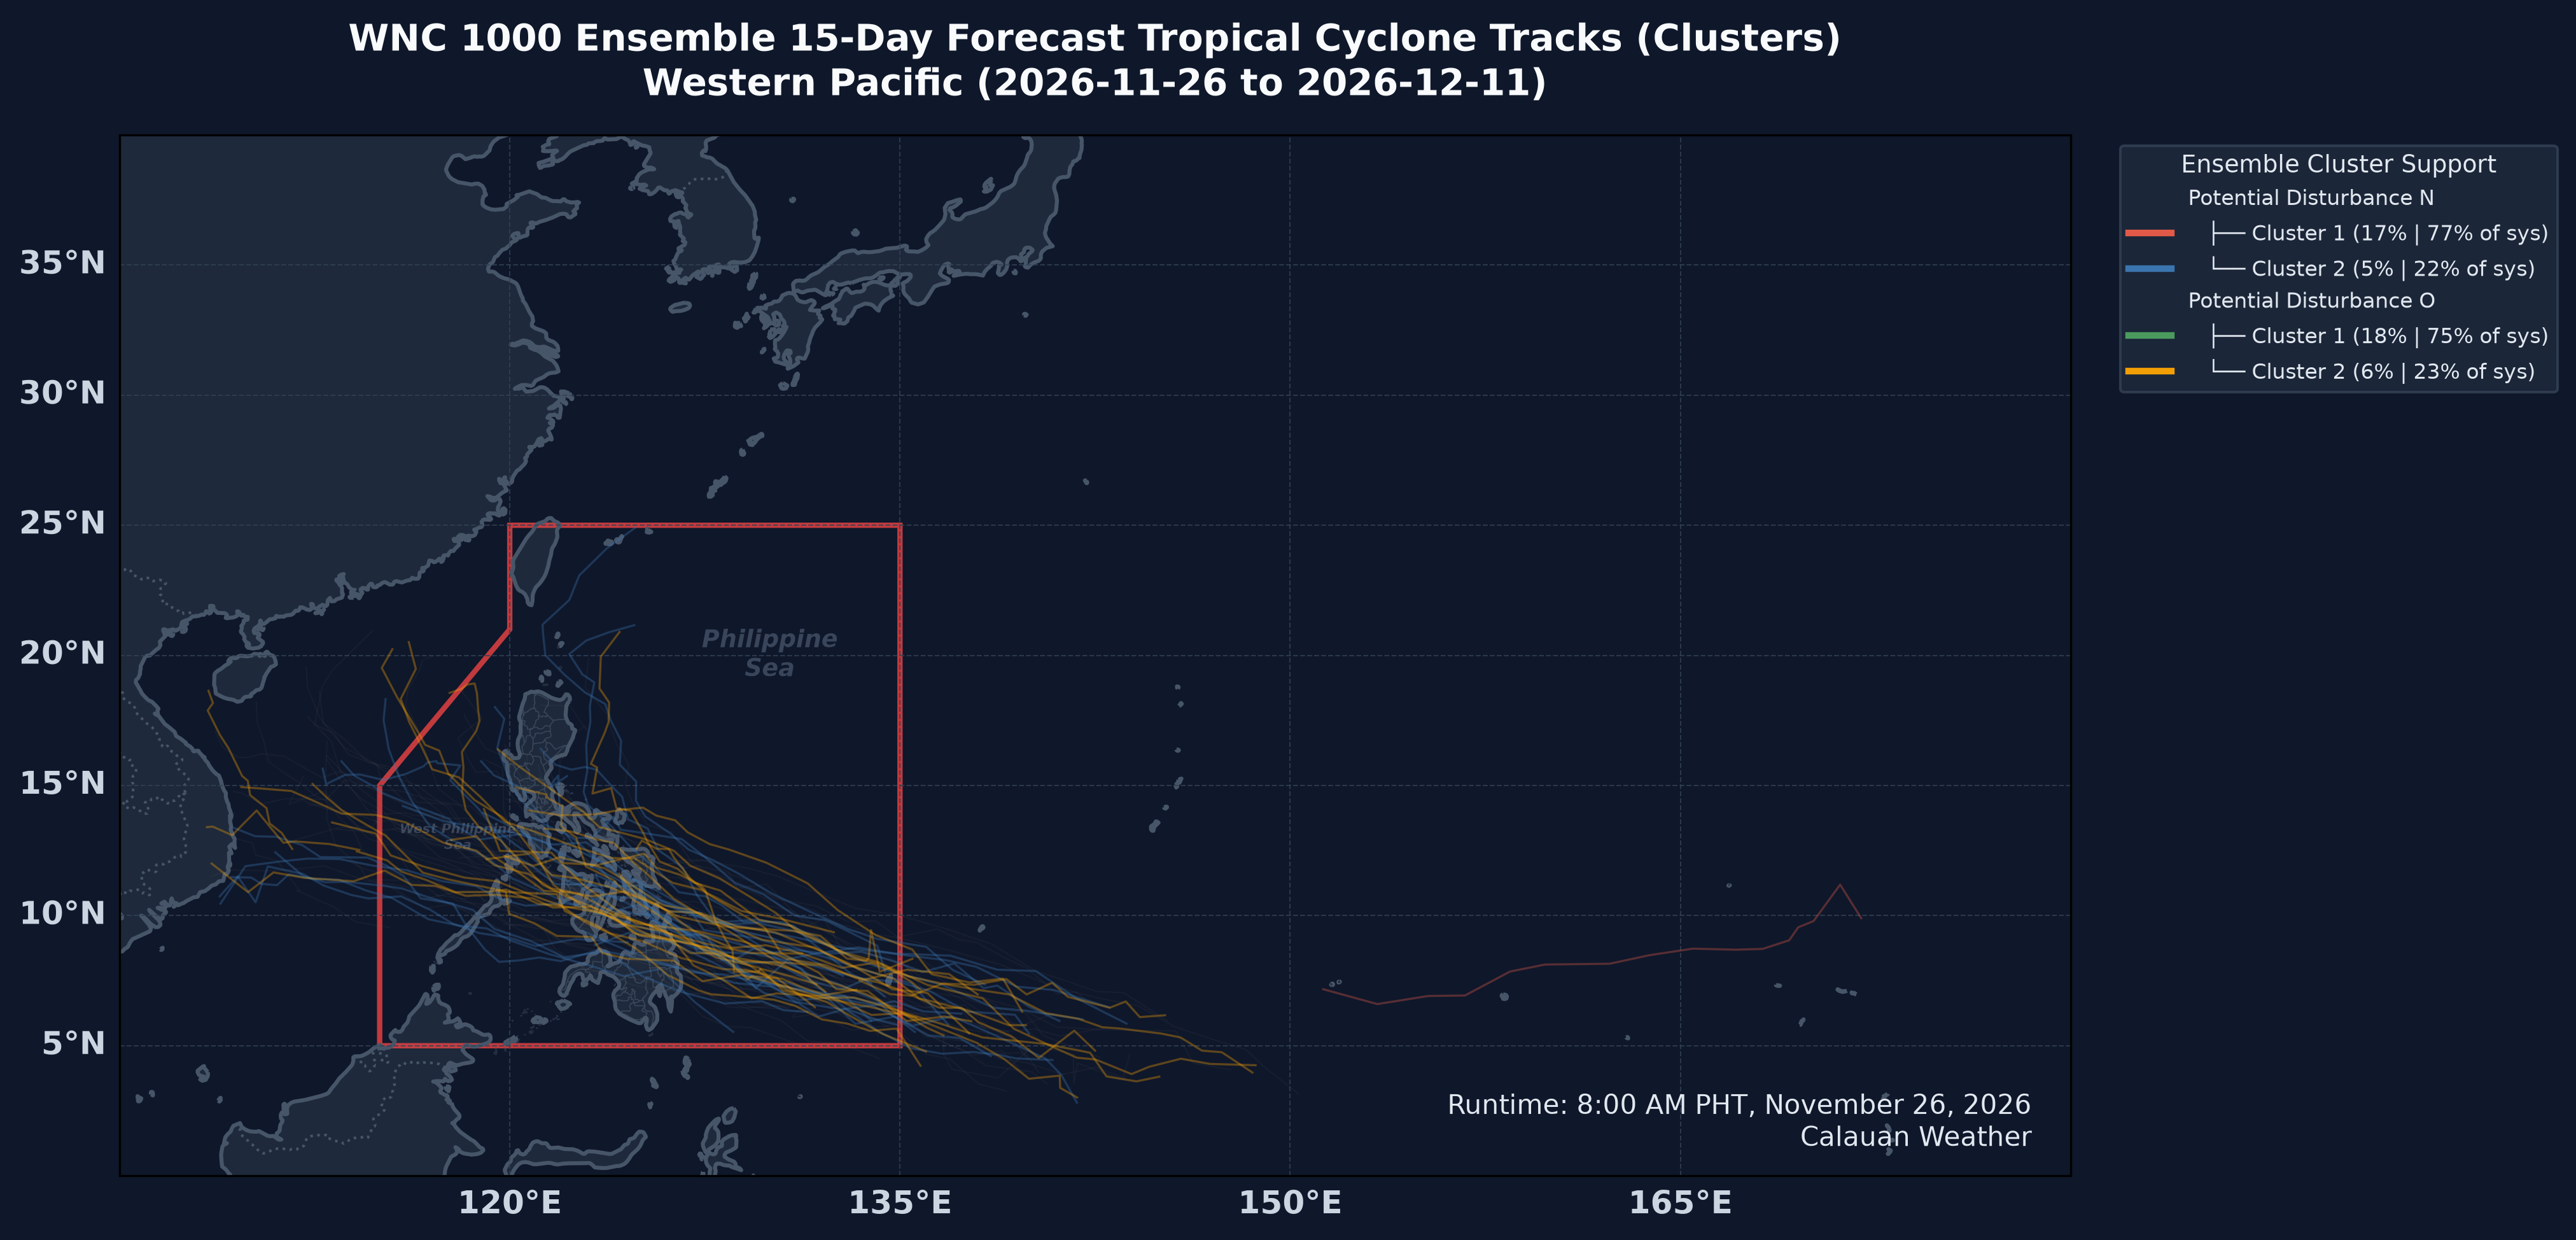 WNC 1000 Ensemble 15-Day Forecast Tropical Cyclone Tracks (Clusters)
Western Pacific (2026-11-26 to 2026-12-11)
Ensemble Cluster Support
Potential Disturbance N
Cluster 1 (17% | 77% of sys)
Cluster 2 (5% | 22% of sys)
Potential Disturbance O
Cluster 1 (18% | 75% of sys)
Cluster 2 (6% | 23% of sys)
35°N
30°N
25°N
20°N
15°N
10°N
5°N
Philippine
Sea
West Philippine
Sea
Runtime: 8:00 AM PHT, November 26, 2026
Calauan Weather
120°E
135°E
150°E
165°E